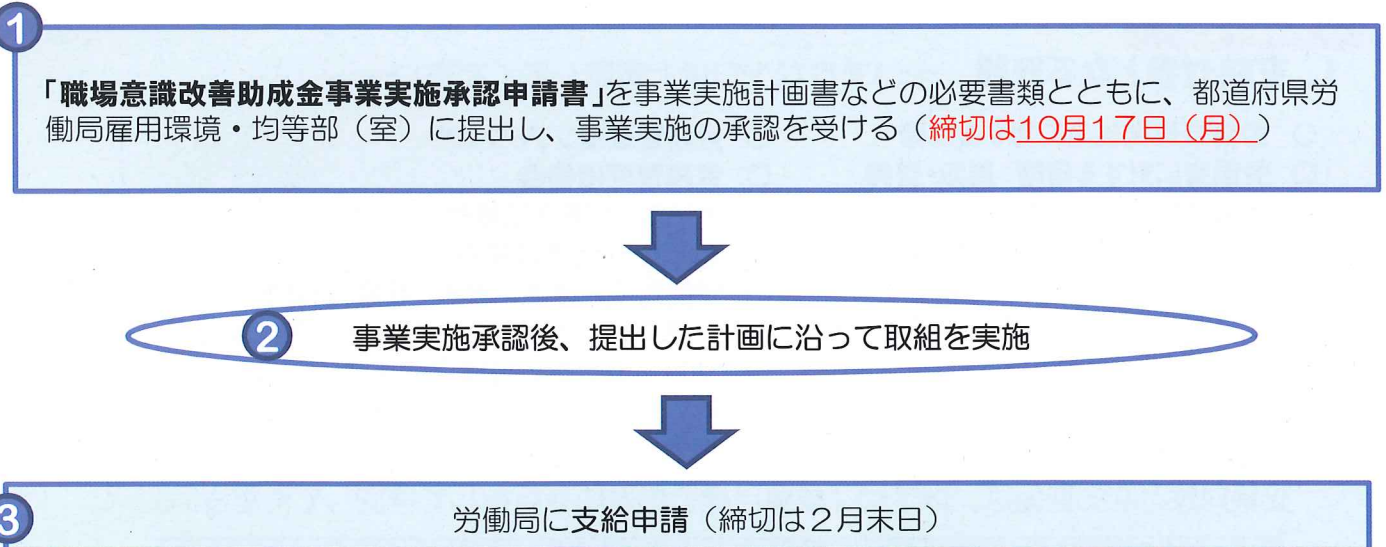 1
「職場意識改善助成金事業実施承認申請書」を事業実施計画書などの必要書類とともに、都道府県労
働局雇用環境・均等部（室）に提出し、事業実施の承認を受ける（締切は10月17日（月））
2 事業実施承認後、提出した計画に沿って取組を実施
3
労働局に支給申請（締切は２月末日）